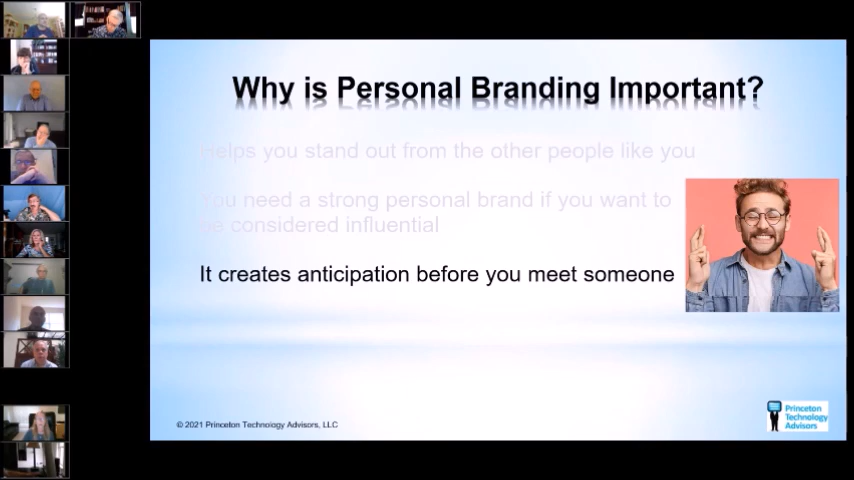 Why is Personal Branding Important?
Helps you stand out from the other people like you
You need a strong personal brand if you want to
be considered influential
It creates anticipation before you meet someone
© 2021 Princeton Technology Advisors, LLC
Princeton
Technology
Advisors